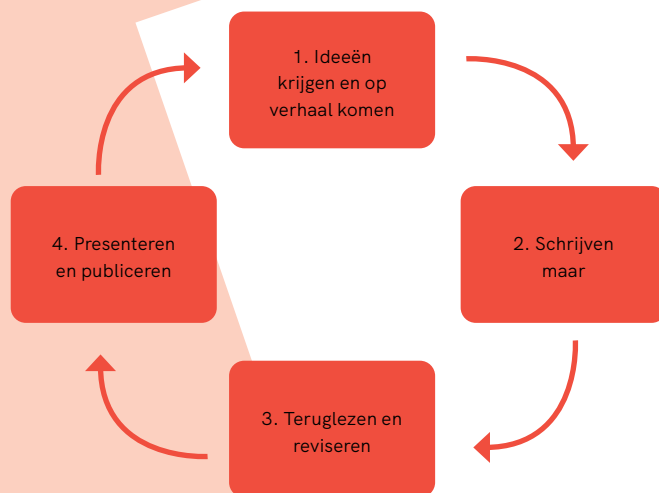 1. Ideeën
krijgen en op
verhaal komen
2. Schrijven
maar
3. Teruglezen en
reviseren
4. Presenteren
en publiceren